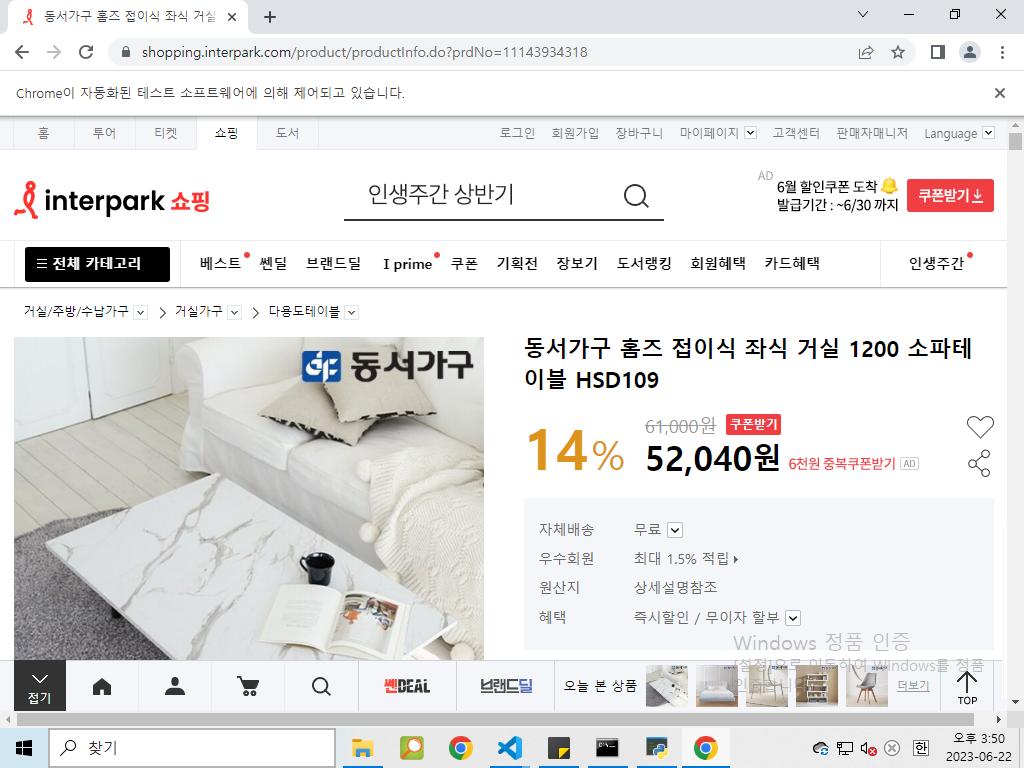 동서가구 홈즈 접이식 좌식 거실
shopping.interpark.com/product/productInfo.do?prdNo=11143934318
Chrome이 자동화된 테스트 소프트웨어에 의해 제어되고 있습니다.
홈 투어 티켓 쇼핑 도서 로그인 회원가입 장바구니 마이페이지 고객센터 판매자매니저 Language
interpark 쇼핑
인생주간 상반기
AD
6월 할인쿠폰 도착
발급기간 : ~6/30 까지
쿠폰받기
전체 카테고리 베스트 쎈딜 브랜드딜 I prime 쿠폰 기획전 장보기 도서랭킹 회원혜택 카드혜택 인생주간
거실/주방/수납가구 거실가구 다용도테이블
동서가구
동서가구 홈즈 접이식 좌식 거실 1200 소파테
이블 HSD109
14%
61,000원 쿠폰받기
52,040원 6천원 중복쿠폰받기 AD
자체배송 무료
우수회원 최대 1.5% 적립
원산지 상세설명참조
혜택 즉시할인 / 무이자 할부
Windows 정품 인증
[설정]으로 이동하여 Windows를 정품
인증합니다.
접기
쎈DEAL
브랜드딜
오늘 본 상품
더보기
TOP
찾기
한
오후 3:50
2023-06-22